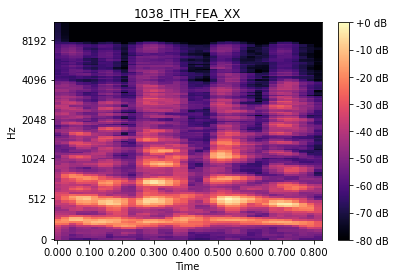 1038_ITH_FEA_XX
8192
4096
2048
1024
512
0
Hz
0.000 0.100 0.200 0.300 0.400 0.500 0.600 0.700 0.800
Time
+0 dB
-10 dB
-20 dB
-30 dB
-40 dB
-50 dB
-60 dB
-70 dB
-80 dB